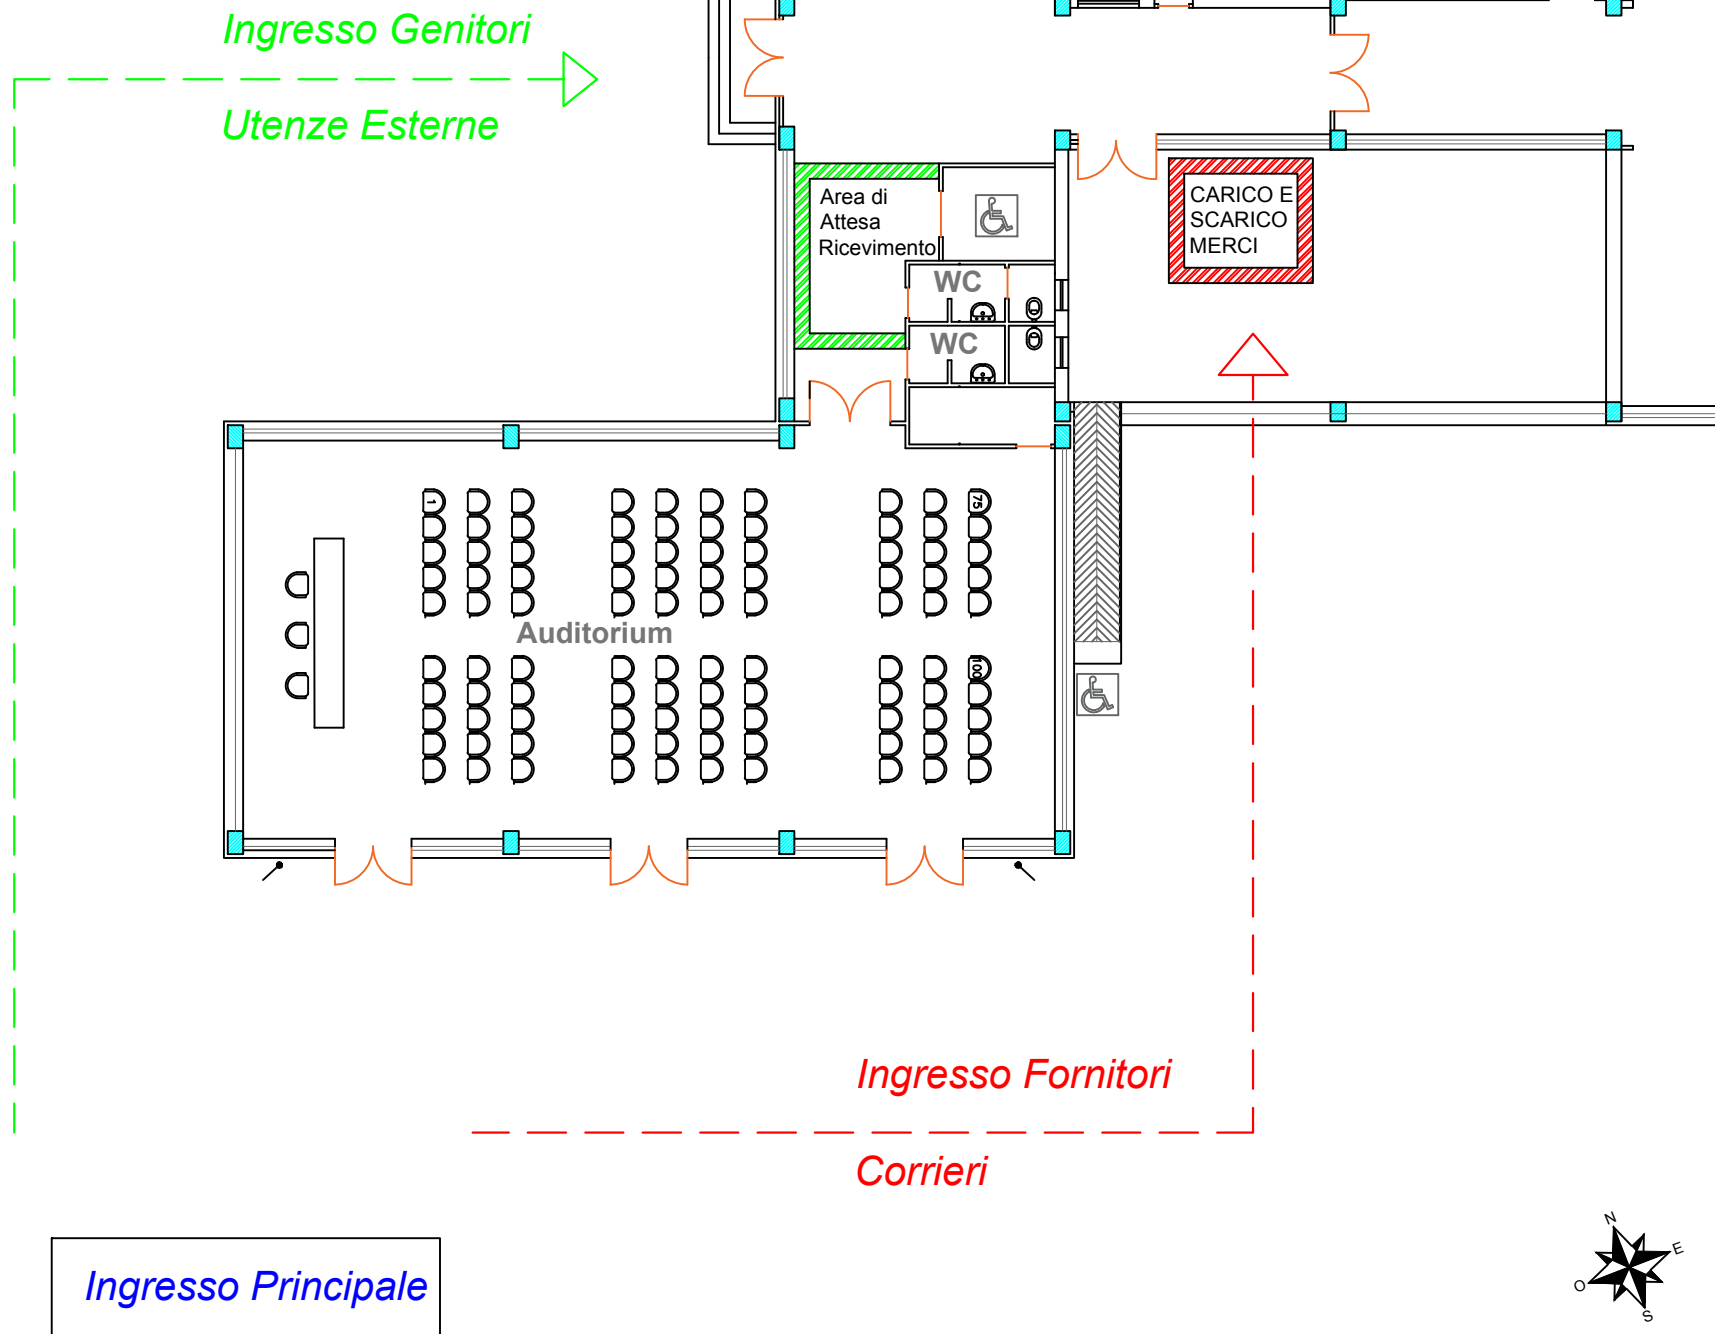 Ingresso Genitori
Utenze Esterne
Area di
Attesa
Ricevimento
CARICO E
SCARICO
MERCI
WC
WC
1
75
Auditorium
100
Ingresso Fornitori
Corrieri
Ingresso Principale
N
E
O
S